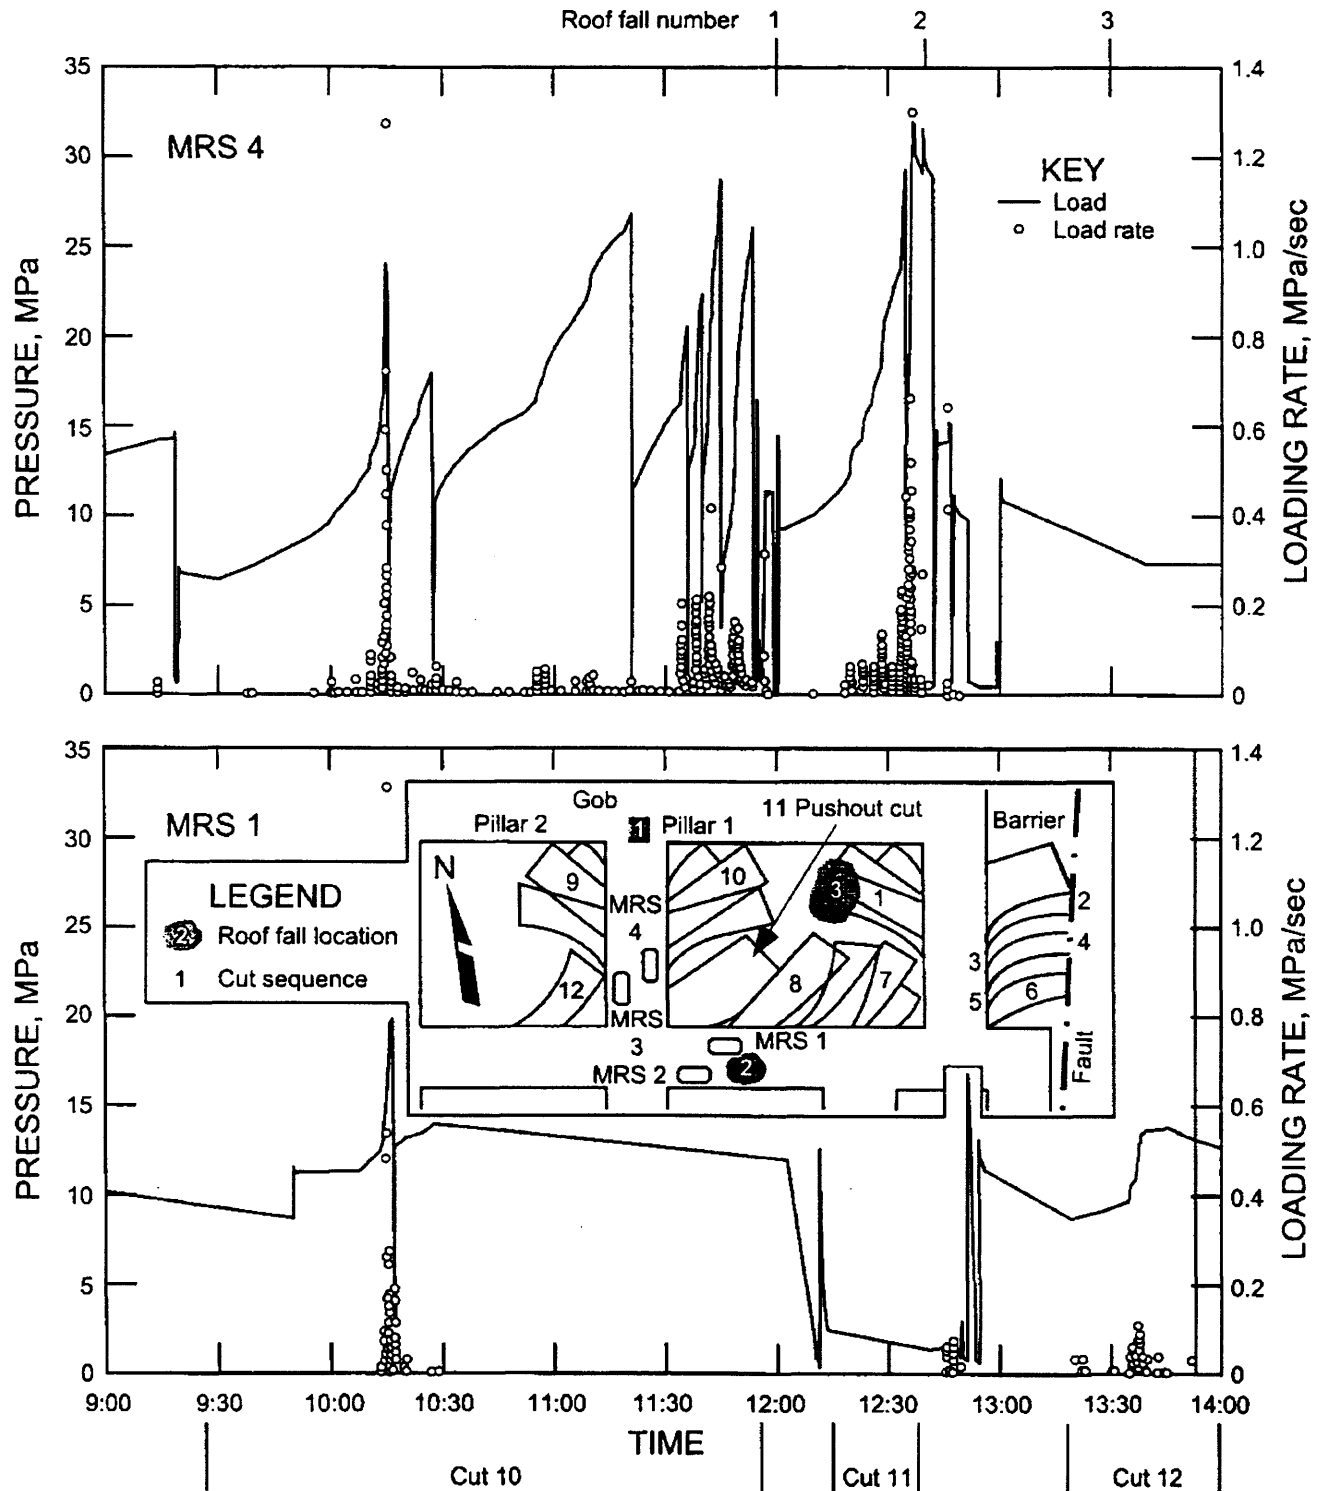 Roof fall number 1 2 3
35 1.4
MRS 4
30 1.2
KEY
Load
Load rate
25 1.0
20 0.8
15 0.6
10 0.4
5 0.2
0 0
PRESSURE, MPa
LOADING RATE, MPa/sec
35 1.4
MRS 1
Gob
11 Pushout cut
Pillar 2
1
Pillar 1
Barrier
30 1.2
N
9
10
3
1
2
LEGEND
2 Roof fall location
1 Cut sequence
25 1.0
MRS
4
4
3
12
8
7
5
6
20 0.8
MRS
3
MRS 1
MRS 2
2
Fault
15 0.6
10 0.4
5 0.2
0 0
PRESSURE, MPa
LOADING RATE, MPa/sec
9:00 9:30 10:00 10:30 11:00 11:30 12:00 12:30 13:00 13:30 14:00
TIME
Cut 10 Cut 11 Cut 12